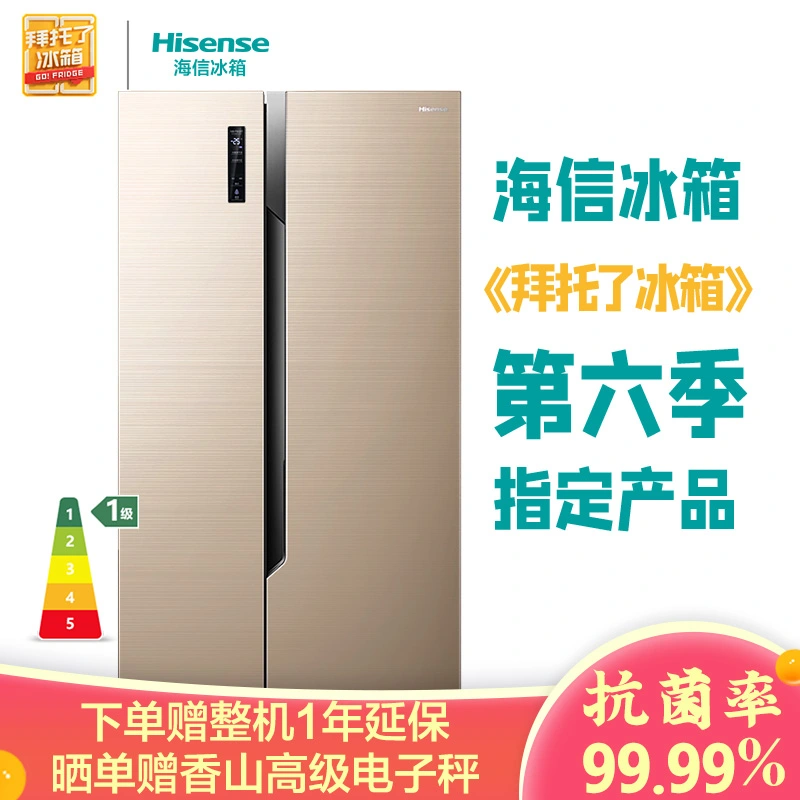 拜托了
冰箱
GO! FRIDGE
Hisense
海信冰箱
Hisense
海信冰箱
《拜托了冰箱》
第六季
指定产品
1
1级
2
3
4
5
下单赠整机1年延保
晒单赠香山高级电子秤
抗菌率
99.99%